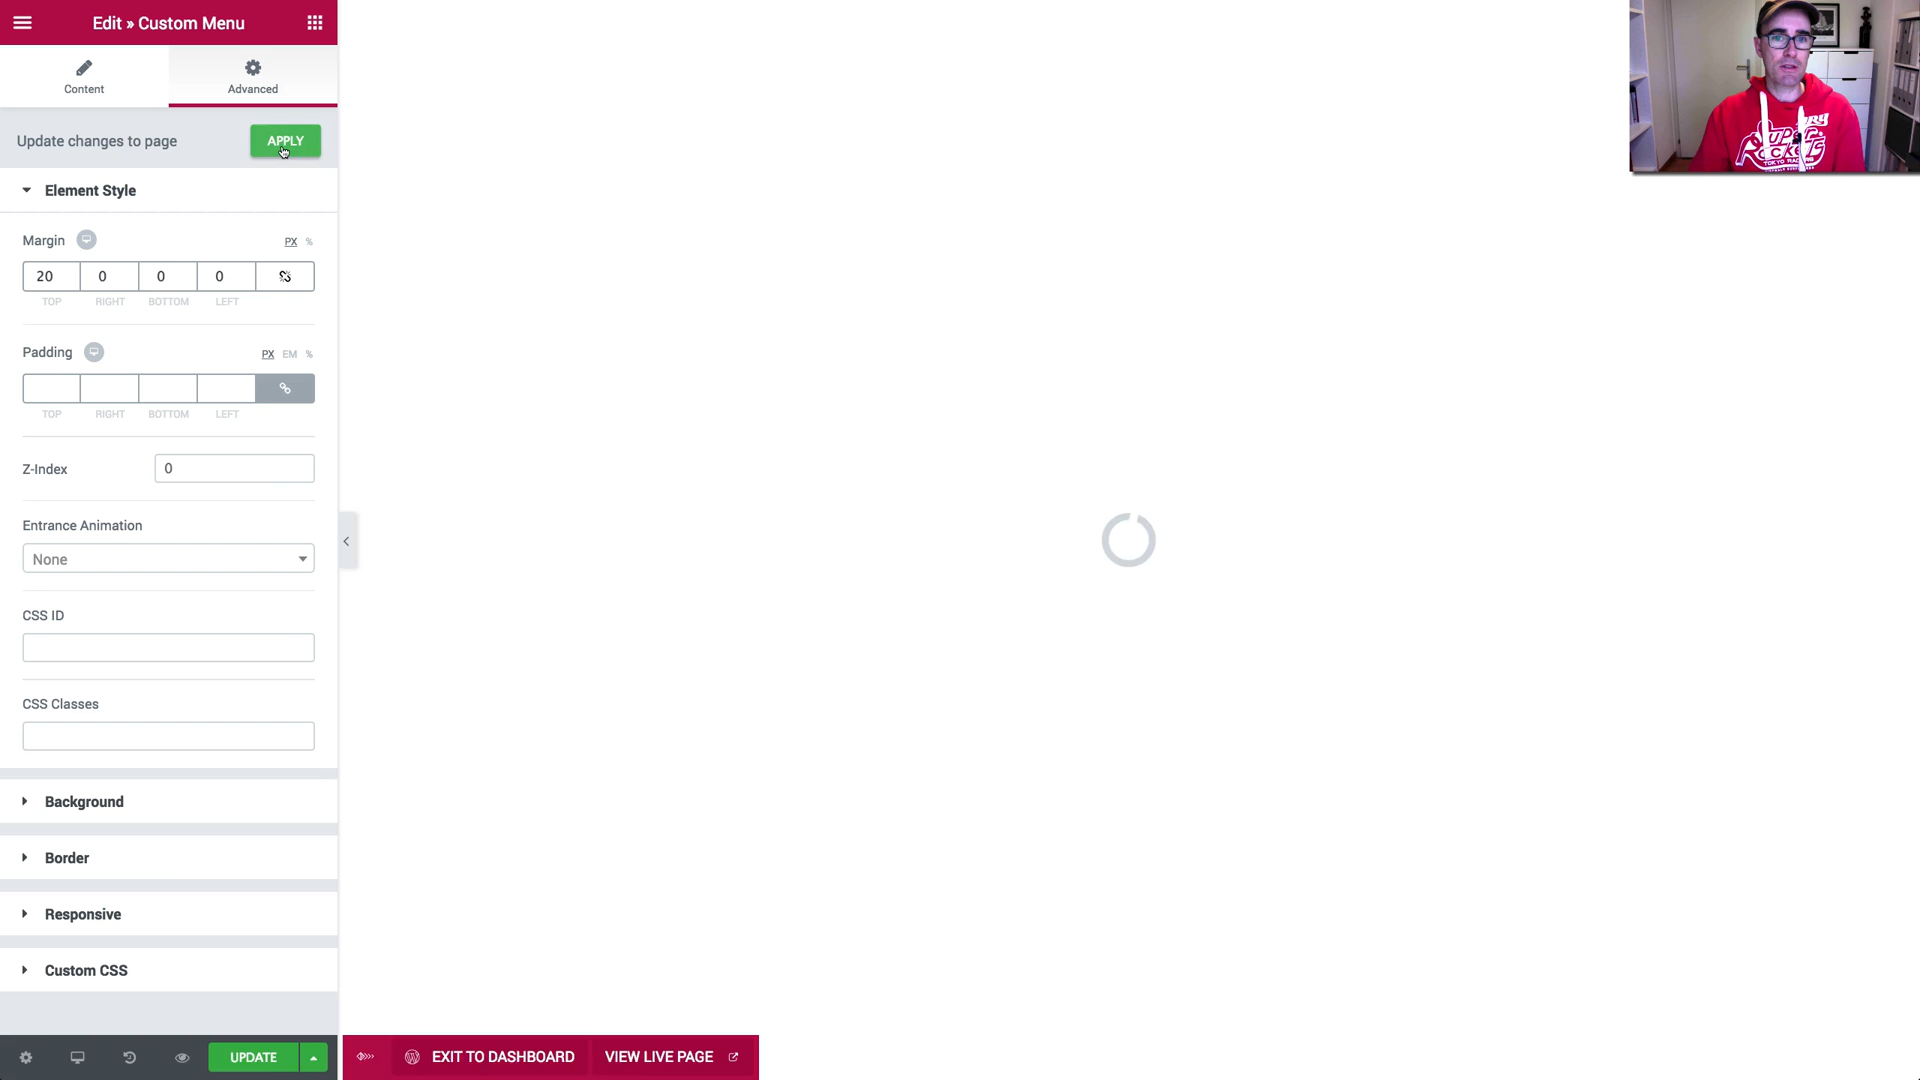 Edit » Custom Menu
Content
Advanced
Update changes to page
APPLY
Element Style
Margin
PX %
20 0 0 0
TOP RIGHT BOTTOM LEFT
Padding
PX EM %
TOP RIGHT BOTTOM LEFT
Z-Index
0
Entrance Animation
None
CSS ID
CSS Classes
Background
Border
Responsive
Custom CSS
UPDATE
EXIT TO DASHBOARD
VIEW LIVE PAGE
TOKYO